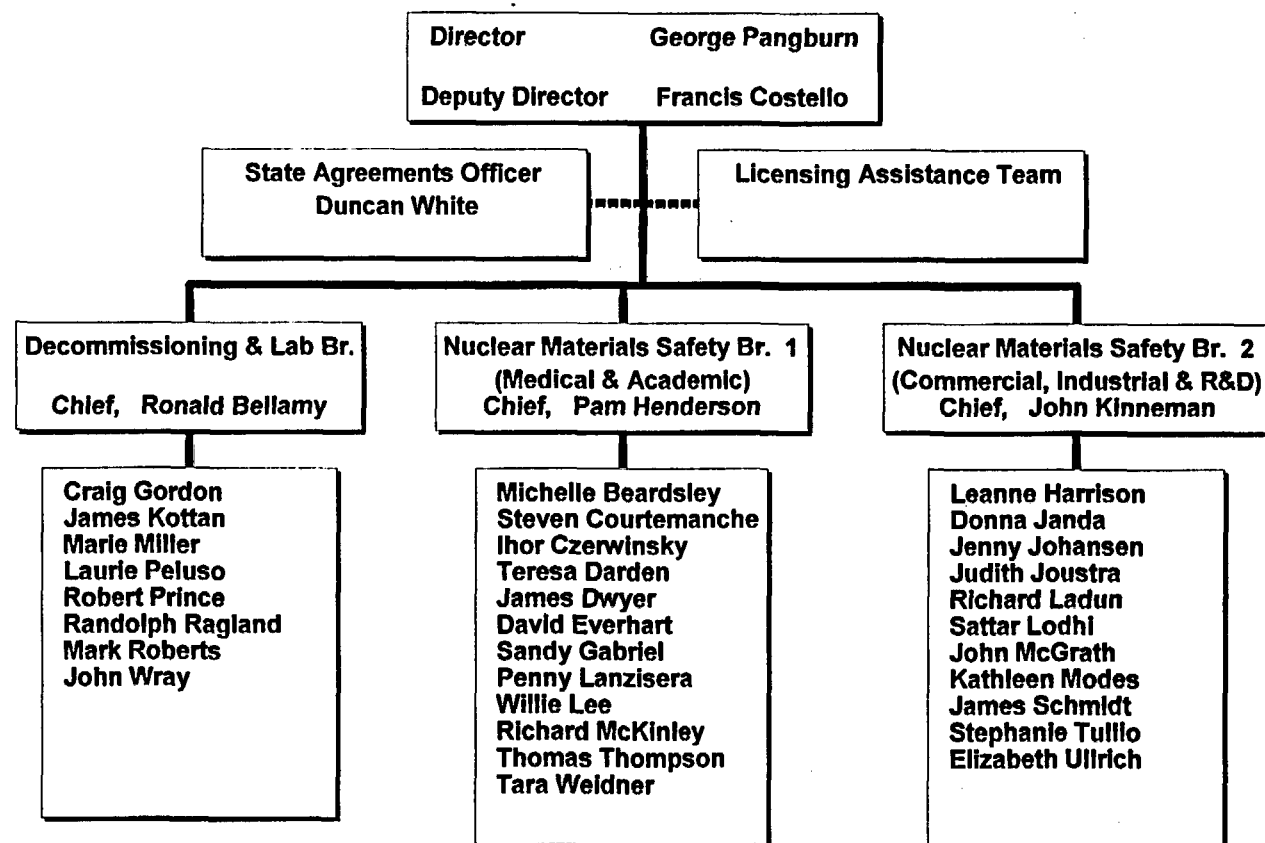 Director George Pangburn
Deputy Director Francis Costello
State Agreements Officer
Duncan White
Licensing Assistance Team
Decommissioning & Lab Br.
Chief, Ronald Bellamy
Nuclear Materials Safety Br. 1
(Medical & Academic)
Chief, Pam Henderson
Nuclear Materials Safety Br. 2
(Commercial, Industrial & R&D)
Chief, John Kinneman
Craig Gordon
James Kottan
Marie Miller
Laurie Peluso
Robert Prince
Randolph Ragland
Mark Roberts
John Wray
Michelle Beardsley
Steven Courtemanche
Ihor Czerwinsky
Teresa Darden
James Dwyer
David Everhart
Sandy Gabriel
Penny Lanzisera
Willie Lee
Richard McKinley
Thomas Thompson
Tara Weidner
Leanne Harrison
Donna Janda
Jenny Johansen
Judith Joustra
Richard Ladun
Sattar Lodhi
John McGrath
Kathleen Modes
James Schmidt
Stephanie Tullio
Elizabeth Ullrich